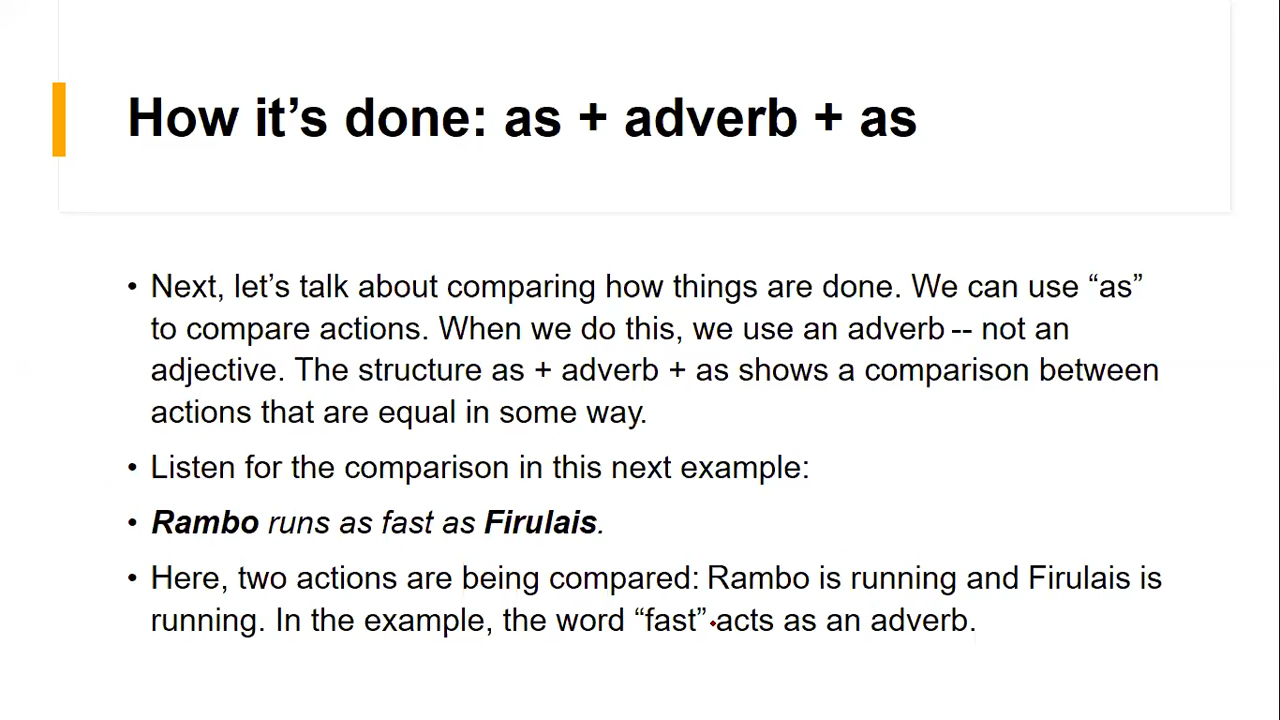 How it’s done: as + adverb + as
• Next, let’s talk about comparing how things are done. We can use “as”
to compare actions. When we do this, we use an adverb -- not an
adjective. The structure as + adverb + as shows a comparison between
actions that are equal in some way.
• Listen for the comparison in this next example:
• Rambo runs as fast as Firulais.
• Here, two actions are being compared: Rambo is running and Firulais is
running. In the example, the word “fast” acts as an adverb.